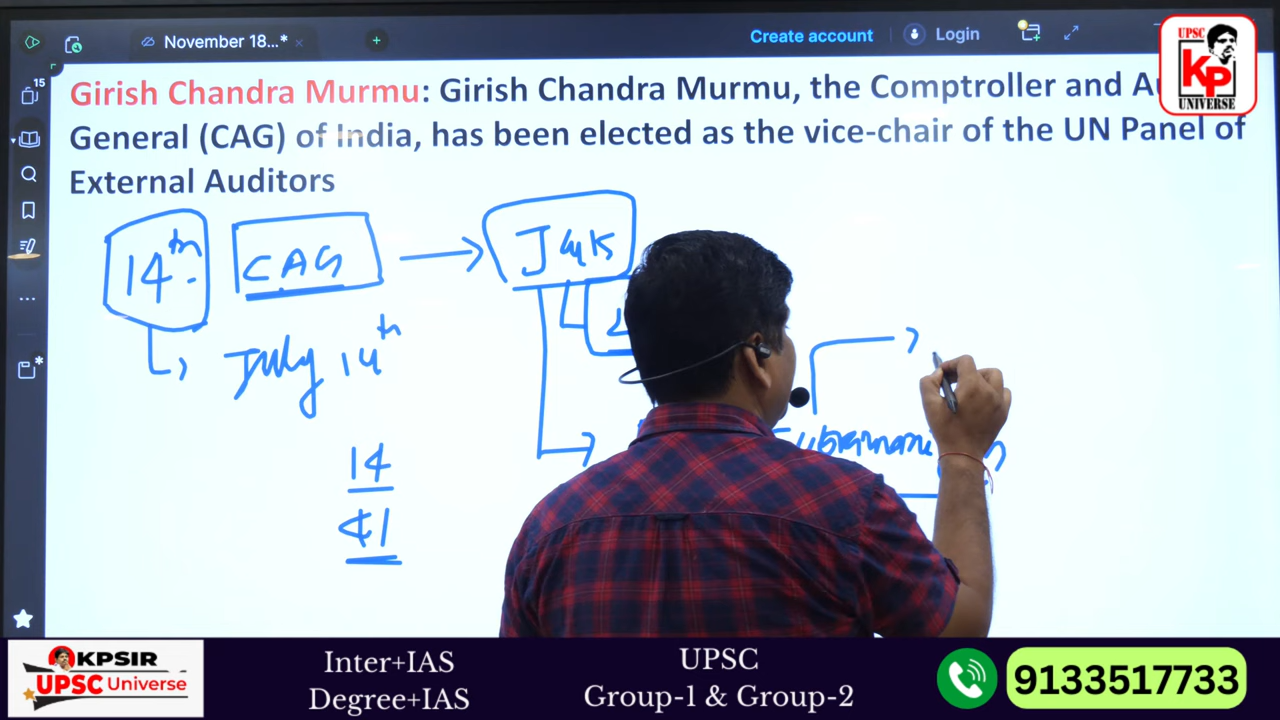 November 18...*
Create account
Login
UPSC
KP
UNIVERSE
15
Girish Chandra Murmu: Girish Chandra Murmu, the Comptroller and Au
General (CAG) of India, has been elected as the vice-chair of the UN Panel of
External Auditors
14th
CAG
J&K
July 14th
14
41
KPSIR
UPSC Universe
Inter+IAS
Degree+IAS
UPSC
Group-1 & Group-2
9133517733